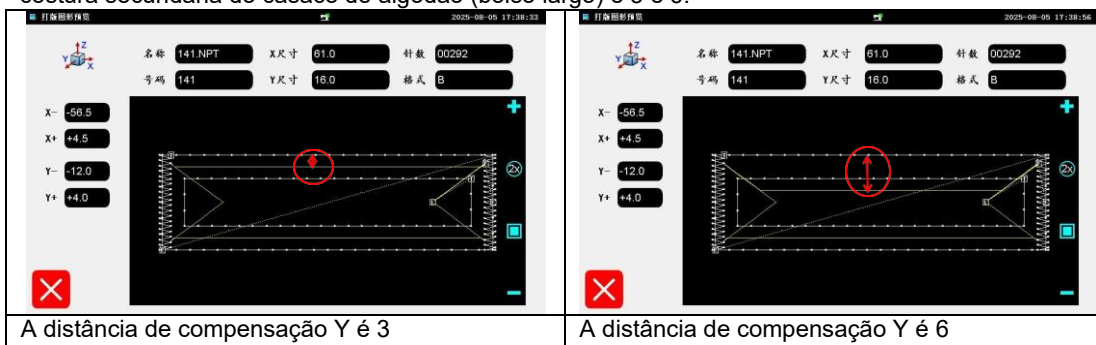 costura secundária do casaco de algodão (bolso largo) é 3 e 6.
打版图形预览 2025-08-05 17:38:33
名称 141.NPT X尺寸 61.0 针数 00292
号码 141 Y尺寸 16.0 格式 B
Z
Y X
X- -56.5
X+ +4.5
Y- -12.0
Y+ +4.0
2x
打版图形预览 2025-08-05 17:38:56
名称 141.NPT X尺寸 61.0 针数 00292
号码 141 Y尺寸 16.0 格式 B
Z
Y X
X- -56.5
X+ +4.5
Y- -12.0
Y+ +4.0
2x
A distância de compensação Y é 3
A distância de compensação Y é 6